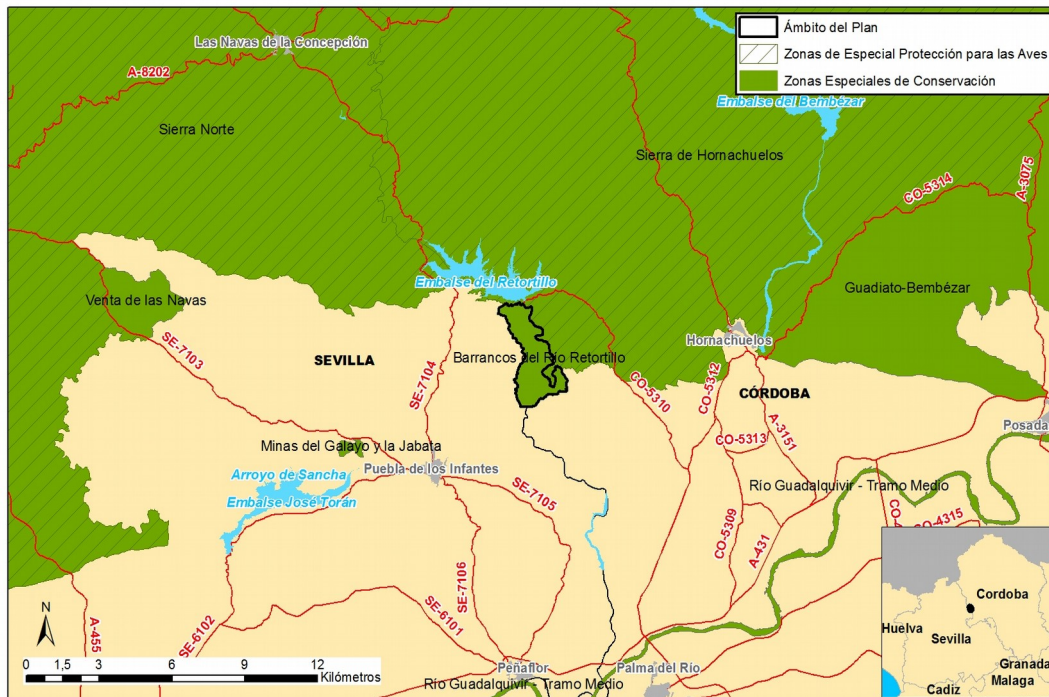 Ámbito del Plan
Zonas de Especial Protección para las Aves
Zonas Especiales de Conservación
Las Navas de la Concepción
A-8202
Embalse del Bembézar
Sierra Norte
Sierra de Hornachuelos
CO-5314
A-3075
Embalse del Retortillo
Venta de las Navas
Guadiato-Bembézar
Hornachuelos
SE-7103
SEVILLA
SE-7104
Barrancos del Río Retortillo
CO-5310
CO-5312
CÓRDOBA
A-3151
Posada
CO-5313
Minas del Galayo y la Jabata
Puebla de los Infantes
Arroyo de Sancha
Embalse José Torán
Río Guadalquivir - Tramo Medio
SE-7105
CO-5309
A-431
CO-4315
SE-7106
SE-6101
SE-6102
A-455
N
0 1,5 3 6 9 12
Kilómetros
Peñaflor
Palma del Río
Río Guadalquivir - Tramo Medio
Cordoba
Huelva
Sevilla
Granada
Malaga
Cadiz